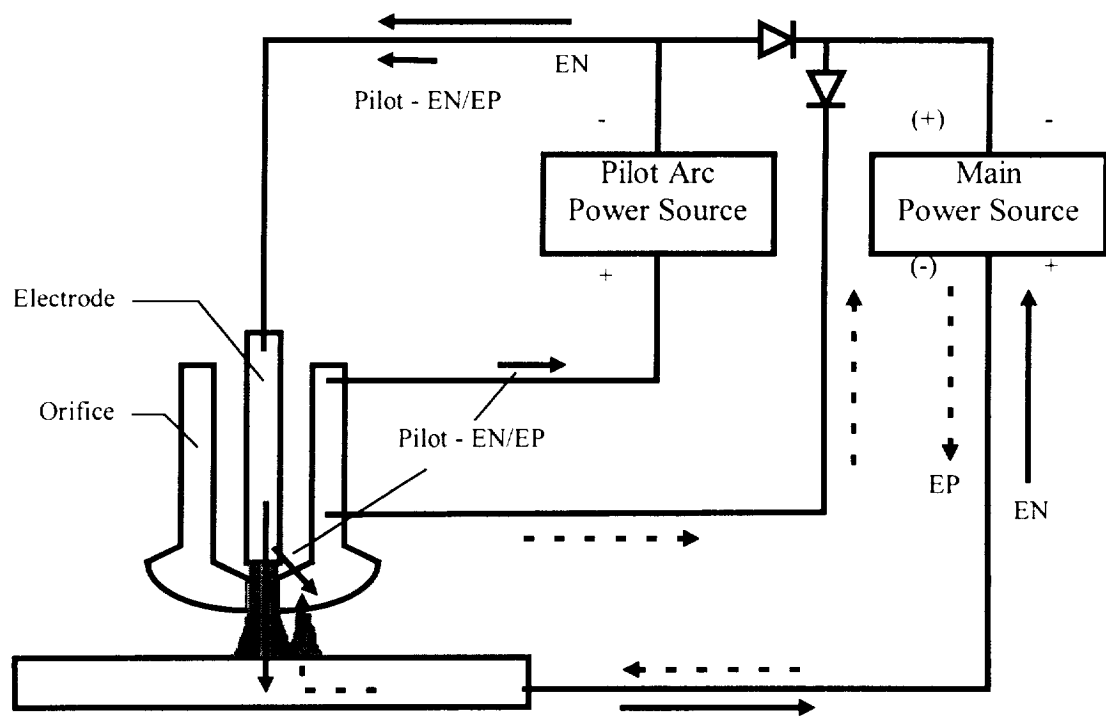 EN
Pilot - EN/EP
-
(+)
-
Pilot Arc
Power Source
Main
Power Source
+
(-)
+
Electrode
Orifice
Pilot - EN/EP
EP
EN